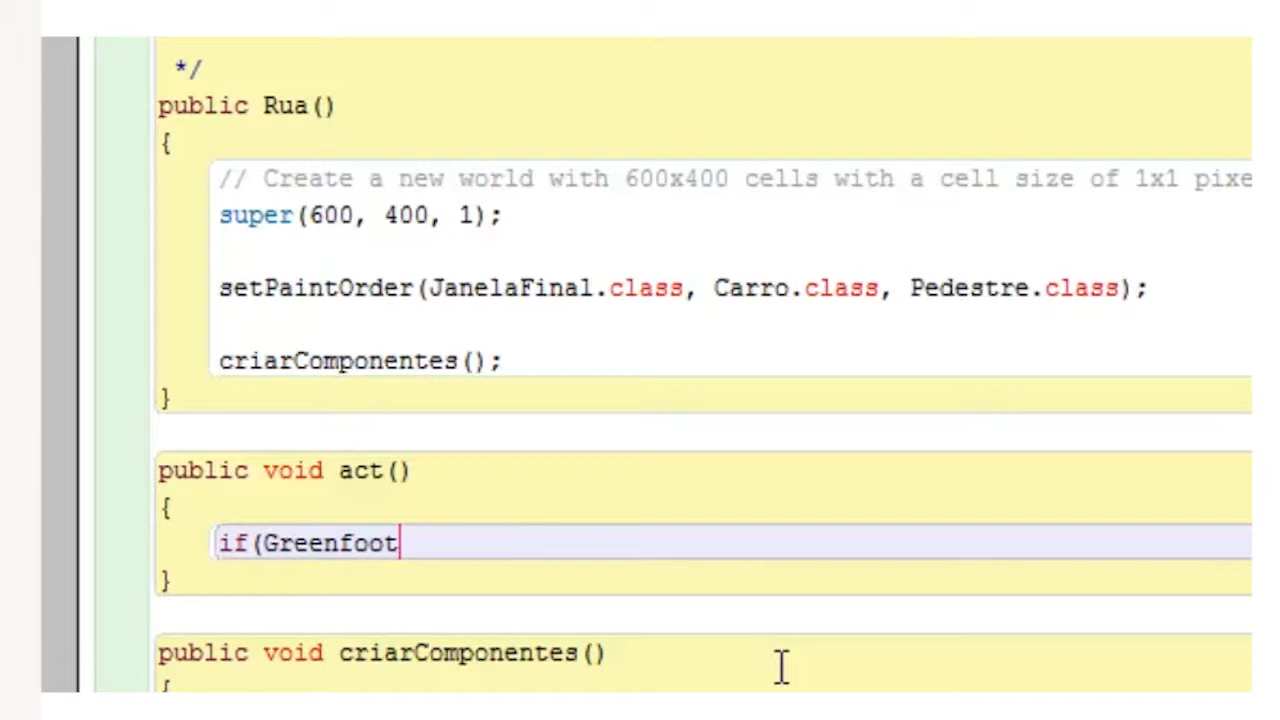 */
public Rua()
{
// Create a new world with 600x400 cells with a cell size of 1x1 pixe
super(600, 400, 1);
setPaintOrder(JanelaFinal.class, Carro.class, Pedestre.class);
criarComponentes();
}
public void act()
{
if(Greenfoot
}
public void criarComponentes()
{